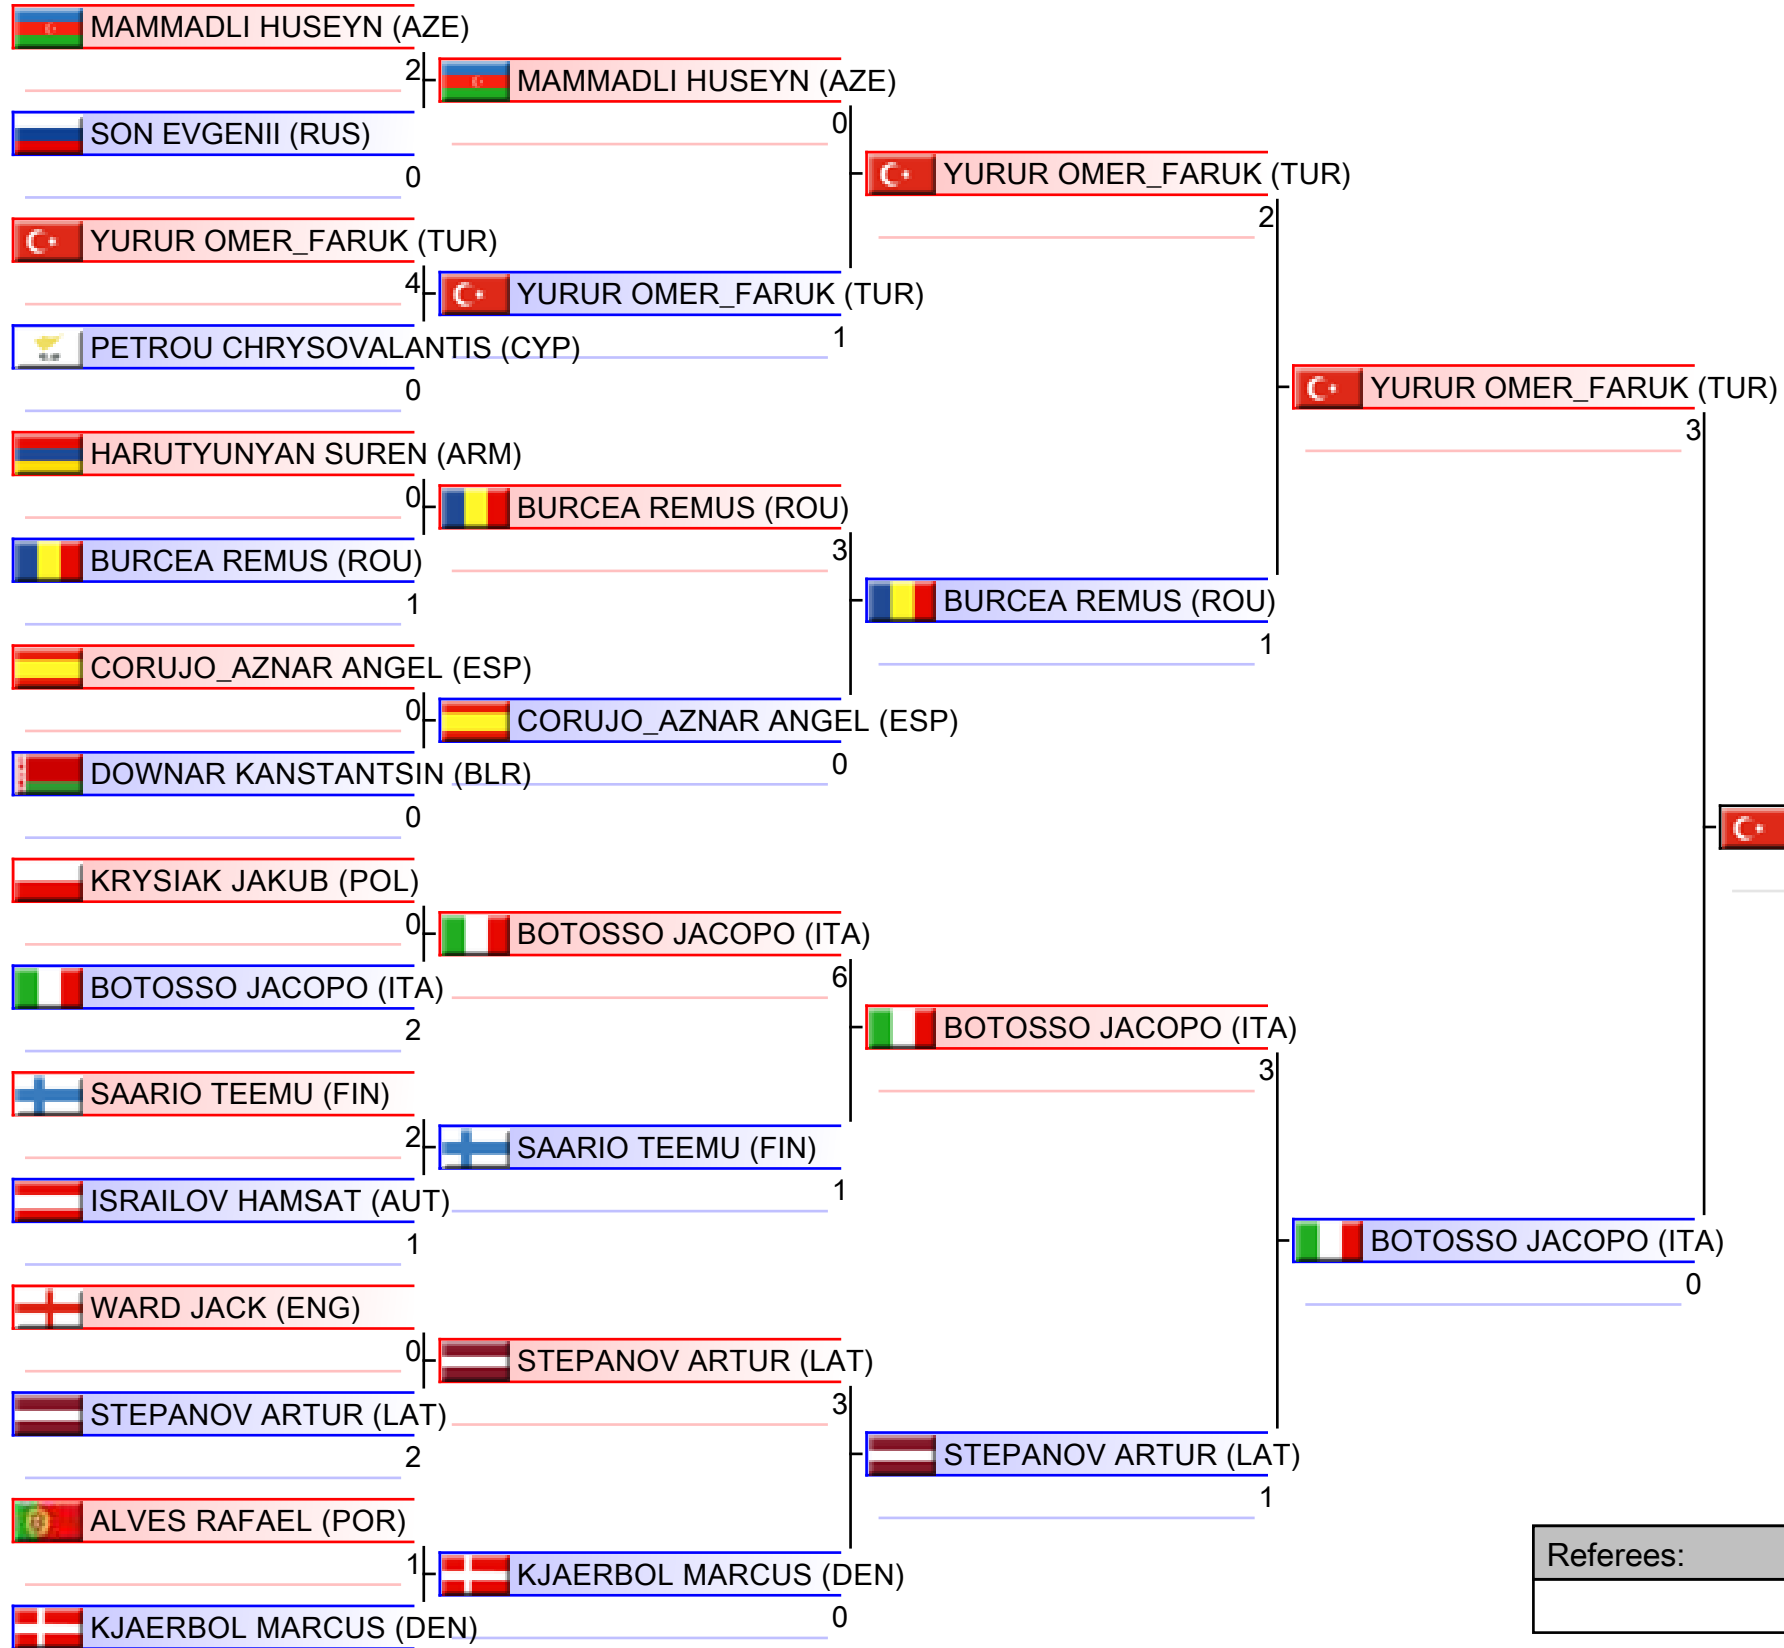 MAMMADLI HUSEYN (AZE)
2
SON EVGENII (RUS)
0
YURUR OMER_FARUK (TUR)
4
PETROU CHRYSOVALANTIS (CYP)
0
HARUTYUNYAN SUREN (ARM)
0
BURCEA REMUS (ROU)
1
CORUJO_AZNAR ANGEL (ESP)
0
DOWNAR KANSTANTSIN (BLR)
0
KRYSIAK JAKUB (POL)
0
BOTOSSO JACOPO (ITA)
2
SAARIO TEEMU (FIN)
2
ISRAILOV HAMSAT (AUT)
1
WARD JACK (ENG)
0
STEPANOV ARTUR (LAT)
2
ALVES RAFAEL (POR)
1
KJAERBOL MARCUS (DEN)
MAMMADLI HUSEYN (AZE)
0
YURUR OMER_FARUK (TUR)
1
BURCEA REMUS (ROU)
3
CORUJO_AZNAR ANGEL (ESP)
0
BOTOSSO JACOPO (ITA)
6
SAARIO TEEMU (FIN)
1
STEPANOV ARTUR (LAT)
3
KJAERBOL MARCUS (DEN)
0
YURUR OMER_FARUK (TUR)
2
BURCEA REMUS (ROU)
1
BOTOSSO JACOPO (ITA)
3
STEPANOV ARTUR (LAT)
1
YURUR OMER_FARUK (TUR)
3
BOTOSSO JACOPO (ITA)
0
Referees: